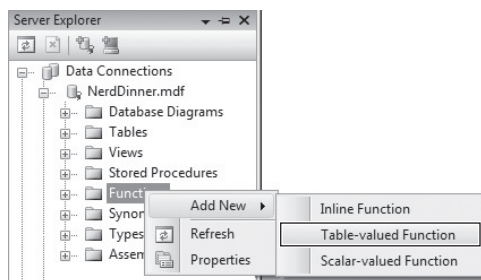 Server Explorer
Data Connections
NerdDinner.mdf
Database Diagrams
Tables
Views
Stored Procedures
Add New
Refresh
Properties
Inline Function
Table-valued Function
Scalar-valued Function
Types